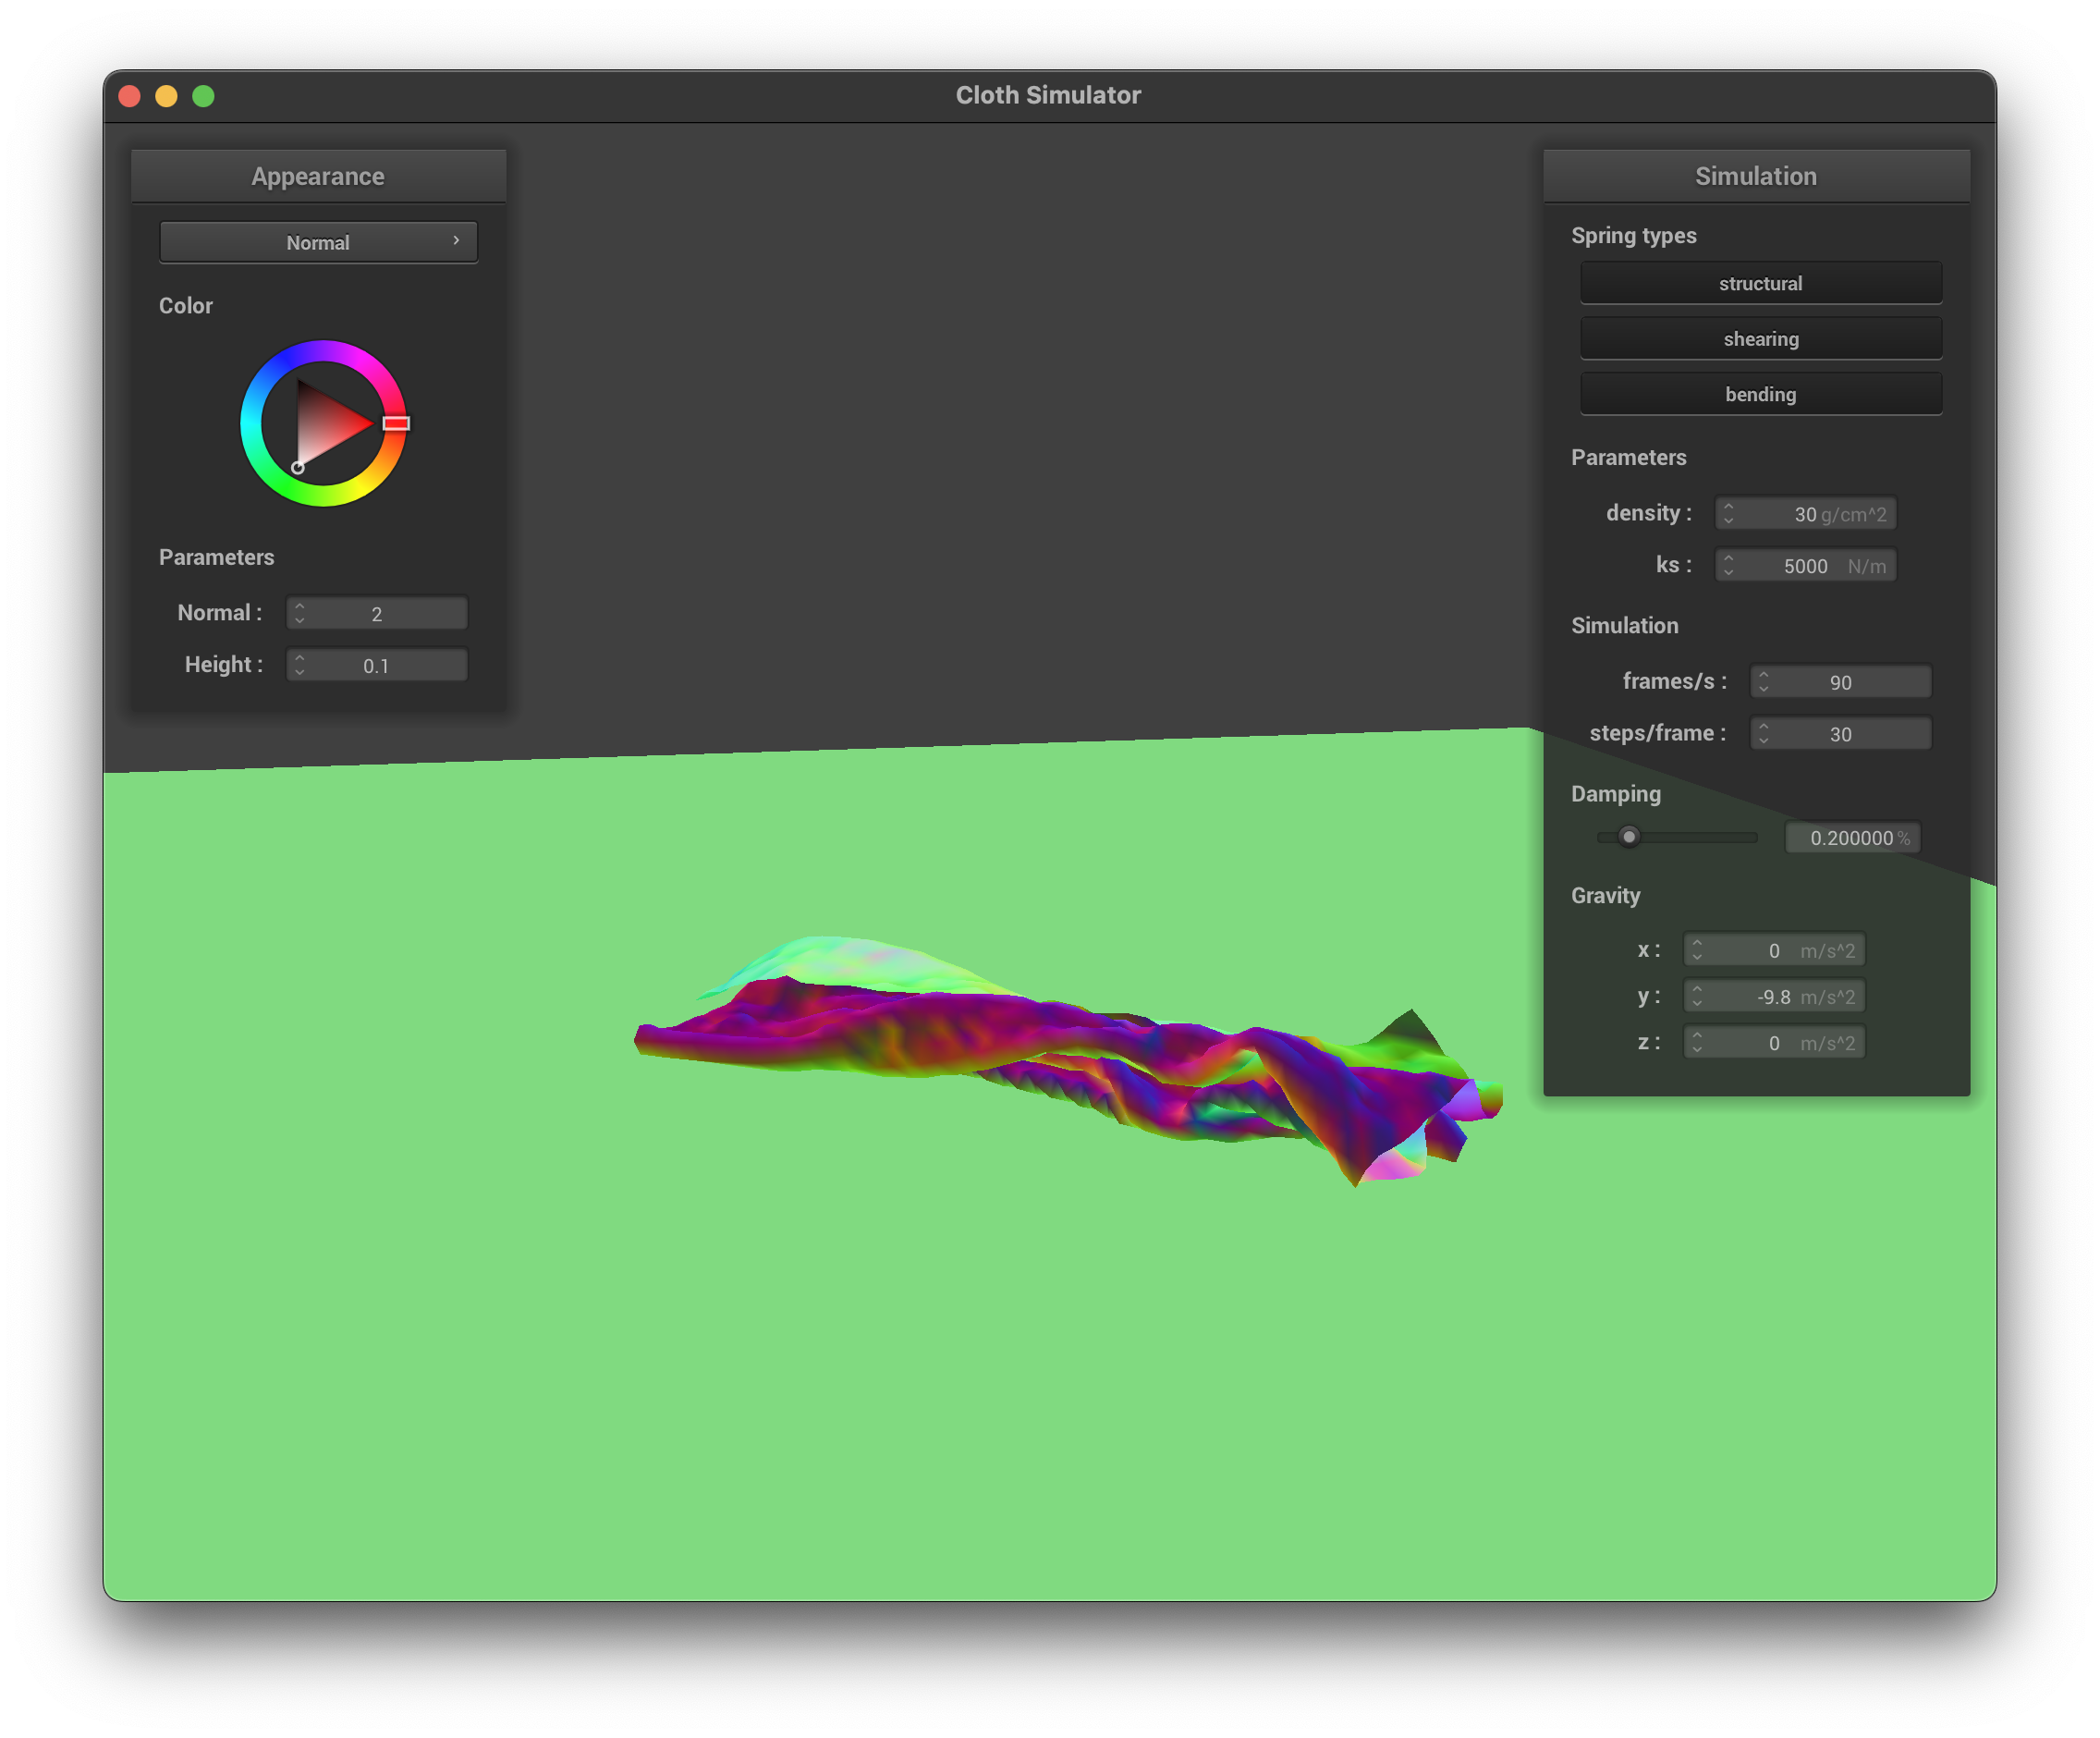 Cloth Simulator
Appearance
Normal
Color
Parameters
Normal :
2
Height :
0.1
Simulation
Spring types
structural
shearing
bending
Parameters
density :
30 g/cm^2
ks :
5000 N/m
Simulation
frames/s :
90
steps/frame :
30
Damping
0.200000 %
Gravity
x :
0 m/s^2
y :
-9.8 m/s^2
z :
0 m/s^2